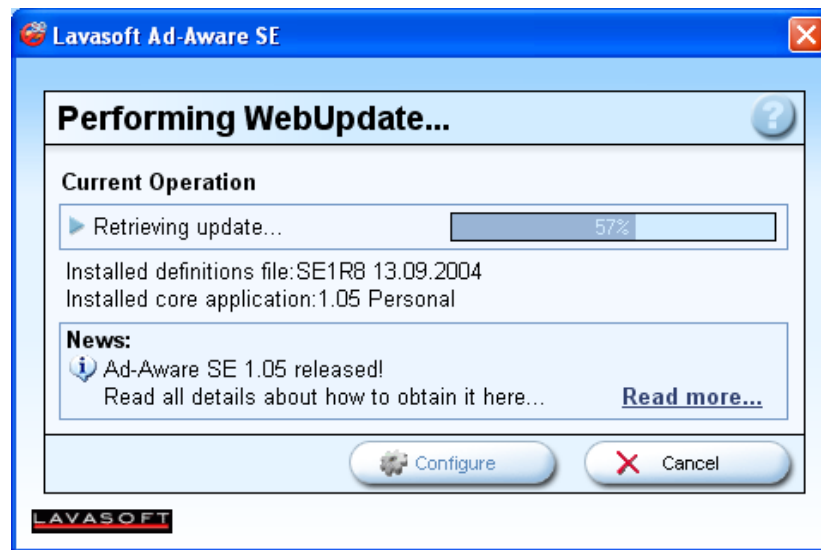 Lavasoft Ad-Aware SE
Performing WebUpdate...
?
Current Operation
Retrieving update...
57%
Installed definitions file:SE1R8 13.09.2004
Installed core application:1.05 Personal
News:
Ad-Aware SE 1.05 released!
Read all details about how to obtain it here... Read more...
Configure
Cancel
LAVASOFT